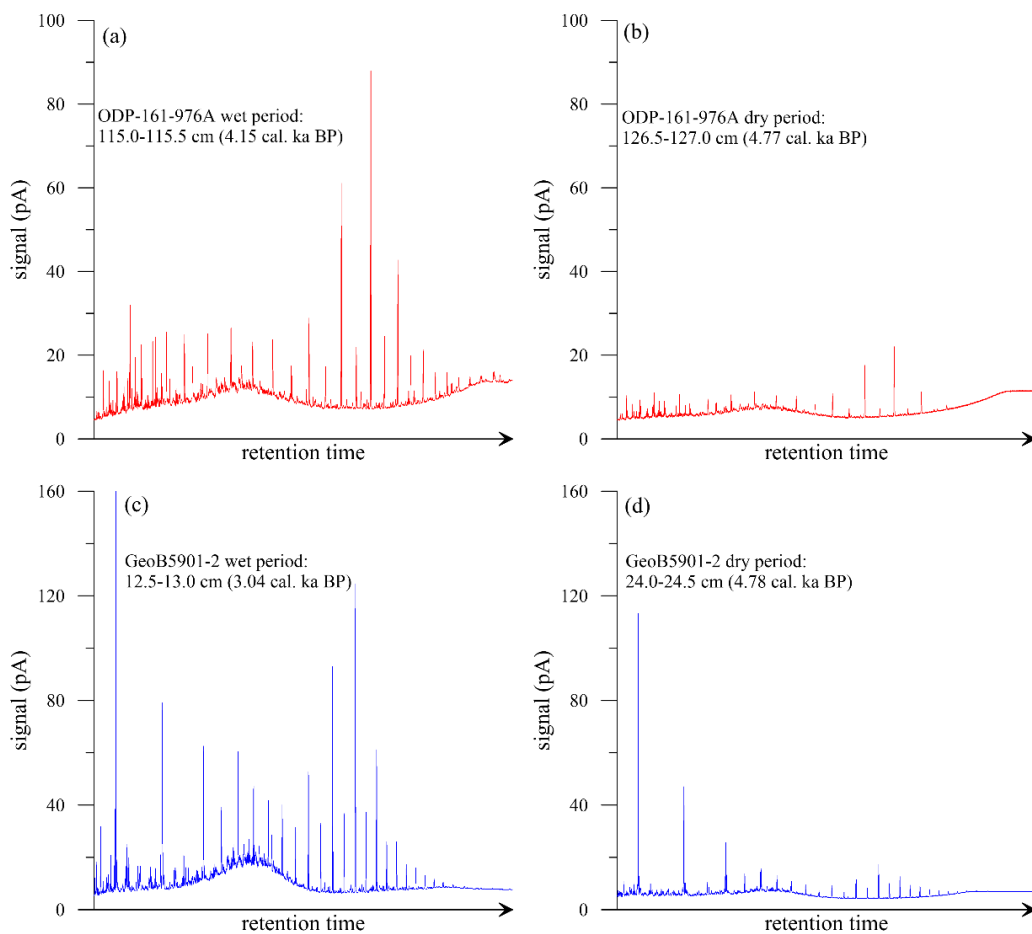 (a)
ODP-161-976A wet period:
115.0-115.5 cm (4.15 cal. ka BP)
100
80
60
40
20
0
signal (pA)
retention time
(b)
ODP-161-976A dry period:
126.5-127.0 cm (4.77 cal. ka BP)
100
80
60
40
20
0
signal (pA)
retention time
(c)
GeoB5901-2 wet period:
12.5-13.0 cm (3.04 cal. ka BP)
160
120
80
40
0
signal (pA)
retention time
(d)
GeoB5901-2 dry period:
24.0-24.5 cm (4.78 cal. ka BP)
160
120
80
40
0
signal (pA)
retention time